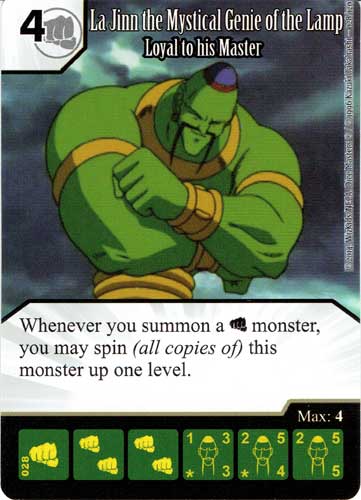 4
La Jinn the Mystical Genie of the Lamp
Loyal to his Master
Whenever you summon a monster,
you may spin (all copies of) this
monster up one level.
Max: 4
028
1 3
* 3
2 5
* 4
2 5
5